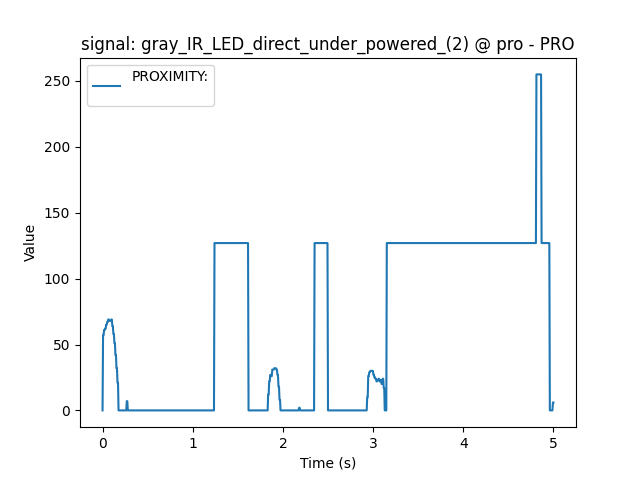 signal: gray_IR_LED_direct_under_powered_(2) @ pro - PRO
PROXIMITY:
250
200
150
100
50
0
Value
0 1 2 3 4 5
Time (s)